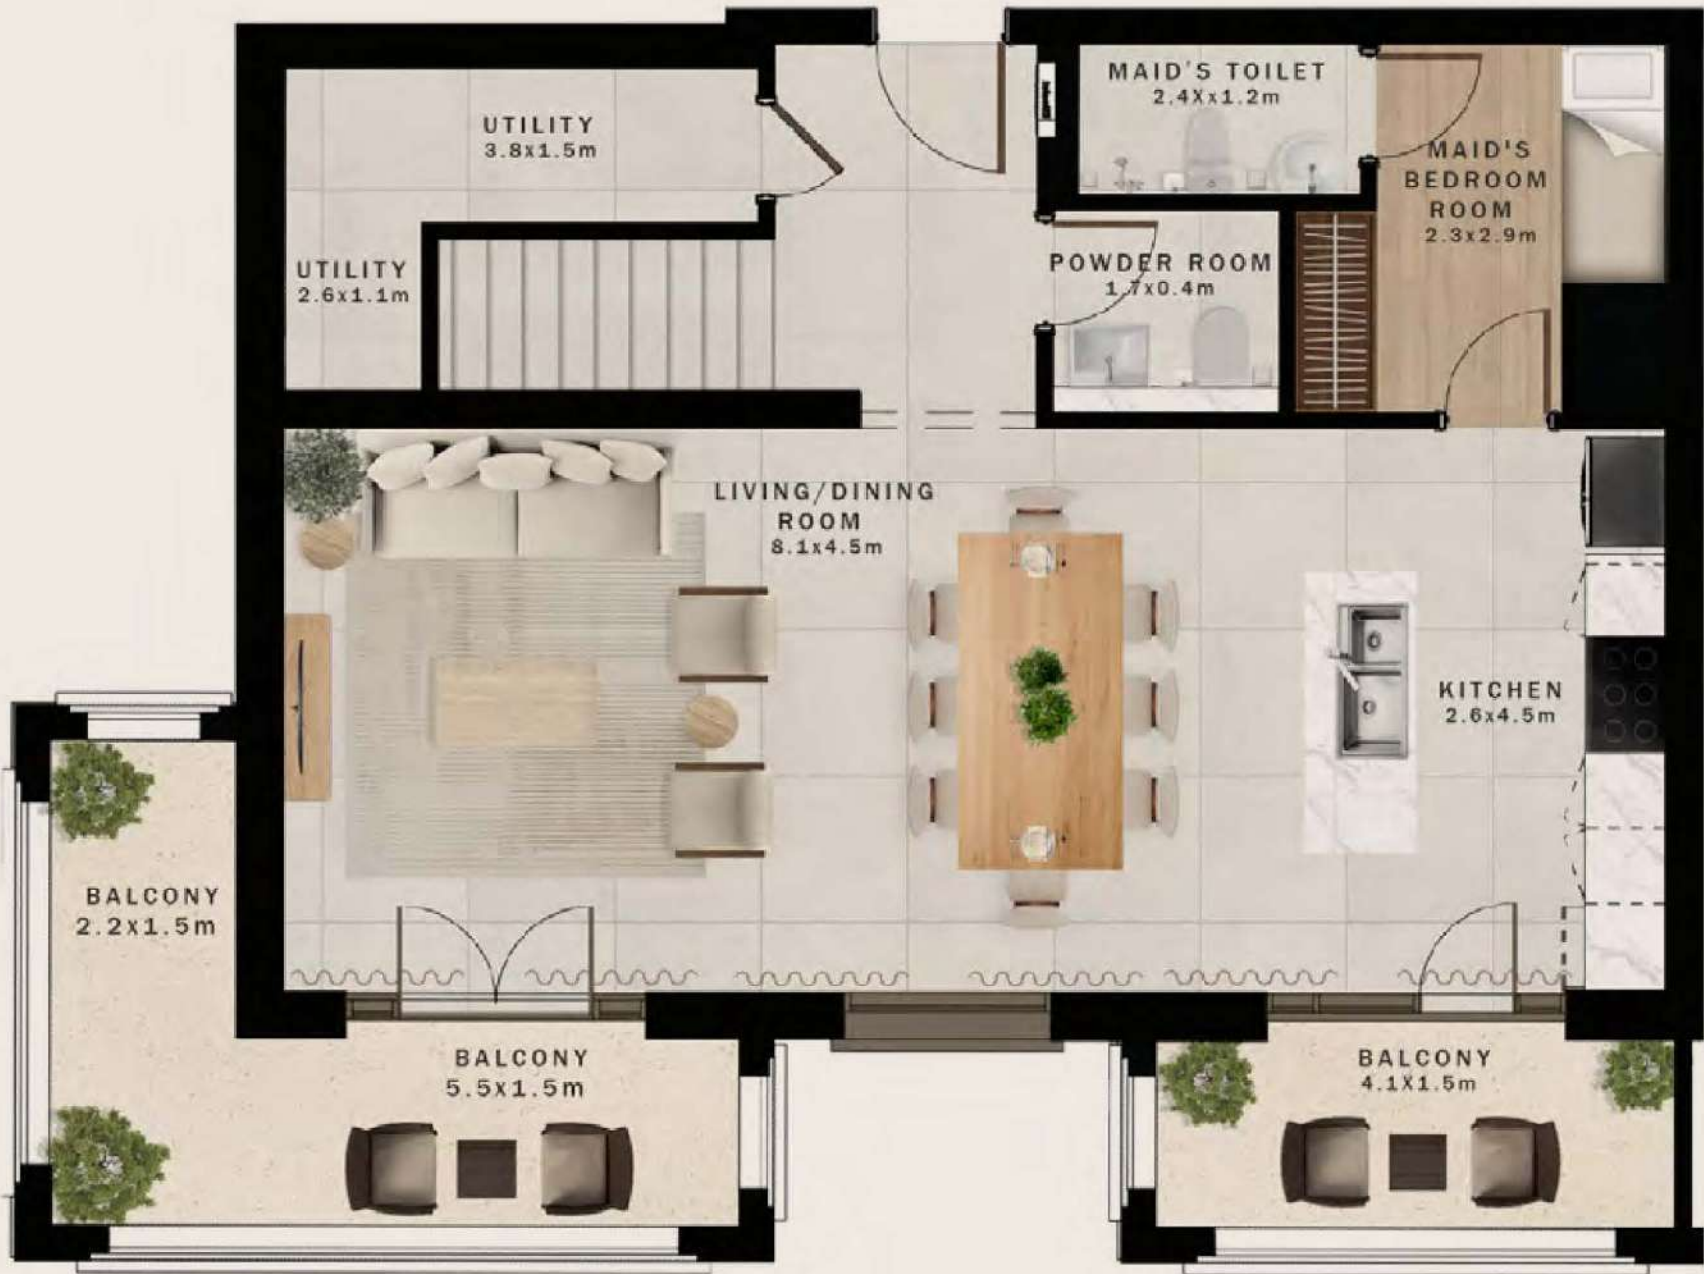 MAID'S TOILET
2.4Xx1.2m
UTILITY
3.8x1.5m
MAID'S
BEDROOM
ROOM
2.3x2.9m
UTILITY
2.6x1.1m
POWDER ROOM
1.7x0.4m
LIVING/DINING
ROOM
8.1x4.5m
KITCHEN
2.6x4.5m
BALCONY
2.2x1.5m
BALCONY
5.5x1.5m
BALCONY
4.1X1.5m